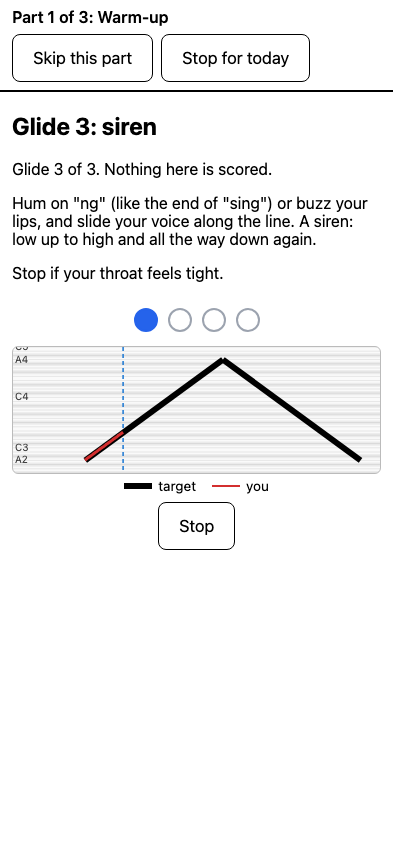 Part 1 of 3: Warm-up
Skip this part
Stop for today
Glide 3: siren
Glide 3 of 3. Nothing here is scored.
Hum on "ng" (like the end of "sing") or buzz your
lips, and slide your voice along the line. A siren:
low up to high and all the way down again.
Stop if your throat feels tight.
A4
C4
C3
A2
target
you
Stop